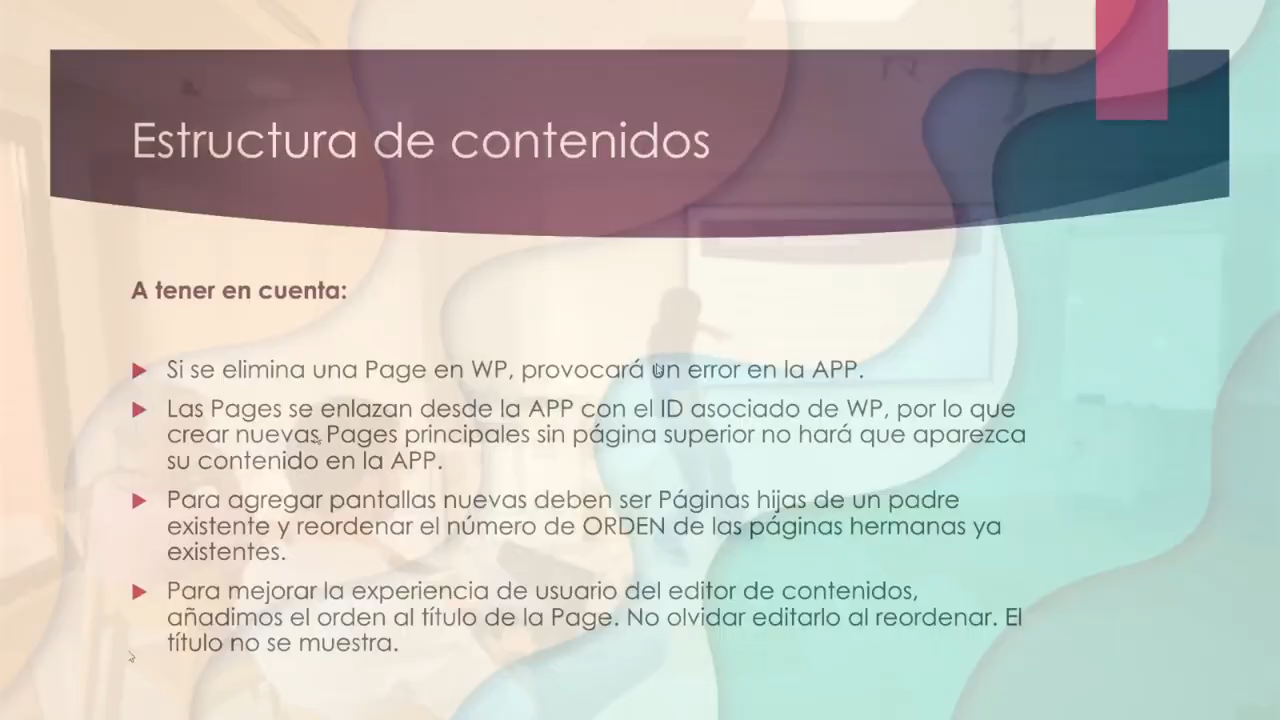 Estructura de contenidos
A tener en cuenta:
Si se elimina una Page en WP, provocará un error en la APP.
Las Pages se enlazan desde la APP con el ID asociado de WP, por lo que
crear nuevas Pages principales sin página superior no hará que aparezca
su contenido en la APP.
Para agregar pantallas nuevas deben ser Páginas hijas de un padre
existente y reordenar el número de ORDEN de las páginas hermanas ya
existentes.
Para mejorar la experiencia de usuario del editor de contenidos,
añadimos el orden al título de la Page. No olvidar editarlo al reordenar. El
título no se muestra.